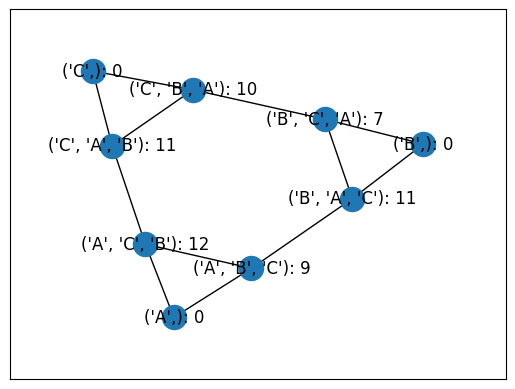 ('C',): 0
('C', 'B', 'A'): 10
('B', 'C', 'A'): 7
('B',): 0
('C', 'A', 'B'): 11
('B', 'A', 'C'): 11
('A', 'C', 'B'): 12
('A', 'B', 'C'): 9
('A',): 0